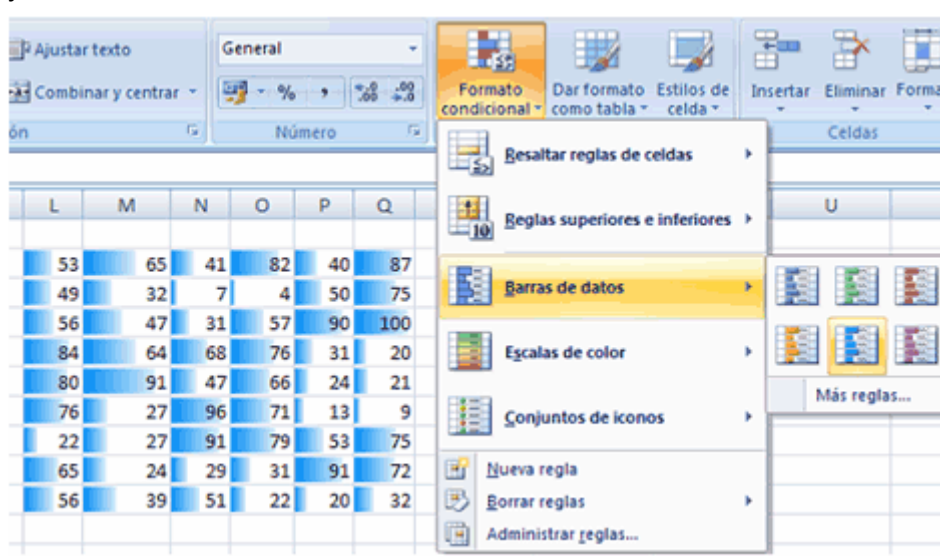 Ajustar texto
General
Combinar y centrar
%
Formato condicional
Dar formato como tabla
Estilos de celda
Insertar
Eliminar
Forma
ón
Número
Celdas
Resaltar reglas de celdas
Reglas superiores e inferiores
Barras de datos
Escalas de color
Conjuntos de iconos
Nueva regla
Borrar reglas
Administrar reglas...
Más reglas...
L M N O P Q U
53 65 41 82 40 87
49 32 7 4 50 75
56 47 31 57 90 100
84 64 68 76 31 20
80 91 47 66 24 21
76 27 96 71 13 9
22 27 91 79 53 75
65 24 29 31 91 72
56 39 51 22 20 32